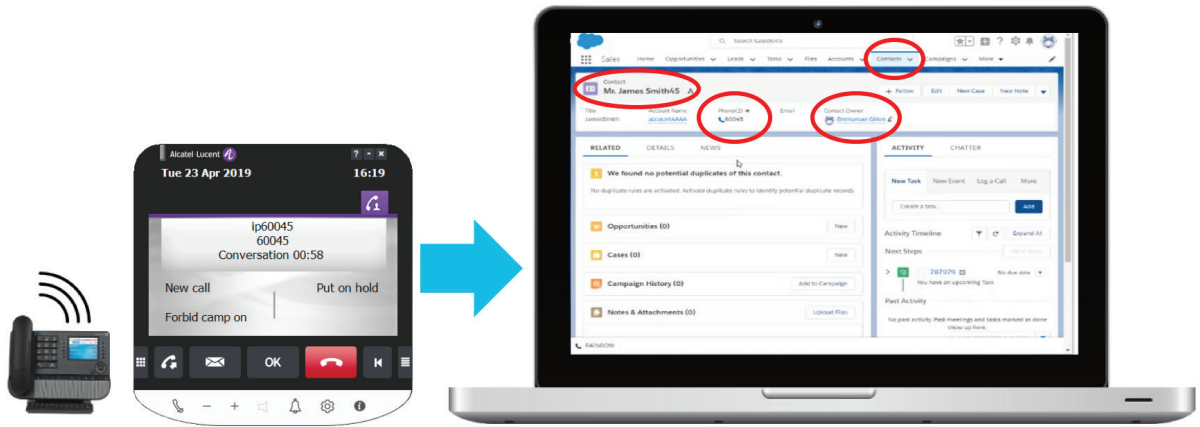 Alcatel Lucent
? - x
Tue 23 Apr 2019 16:19
ip60045
60045
Conversation 00:58
New call Put on hold
Forbid camp on
OK
Search Salesforce
Sales Home Opportunities Leads Tasks Files Accounts Contacts Campaigns More
Contact
Mr. James Smith45
+ Follow Edit New Case New Note
Title Account Name Phone(2) Email Contact Owner
JamesSmith accountAAAA 60045 Emmanuel Gillon
RELATED DETAILS NEWS
We found no potential duplicates of this contact.
No duplicate rules are activated. Activate duplicate rules to identify potential duplicate records.
Opportunities (0) New
Cases (0) New
Campaign History (0) Add to Campaign
Notes & Attachments (0) Upload Files
ACTIVITY CHATTER
New Task New Event Log a Call More
Create a task... Add
Activity Timeline Expand All
Next Steps More Steps
787979 No due date
You have an upcoming Task
Past Activity
No past activity. Past meetings and tasks marked as done
show up here.
RAINBOW